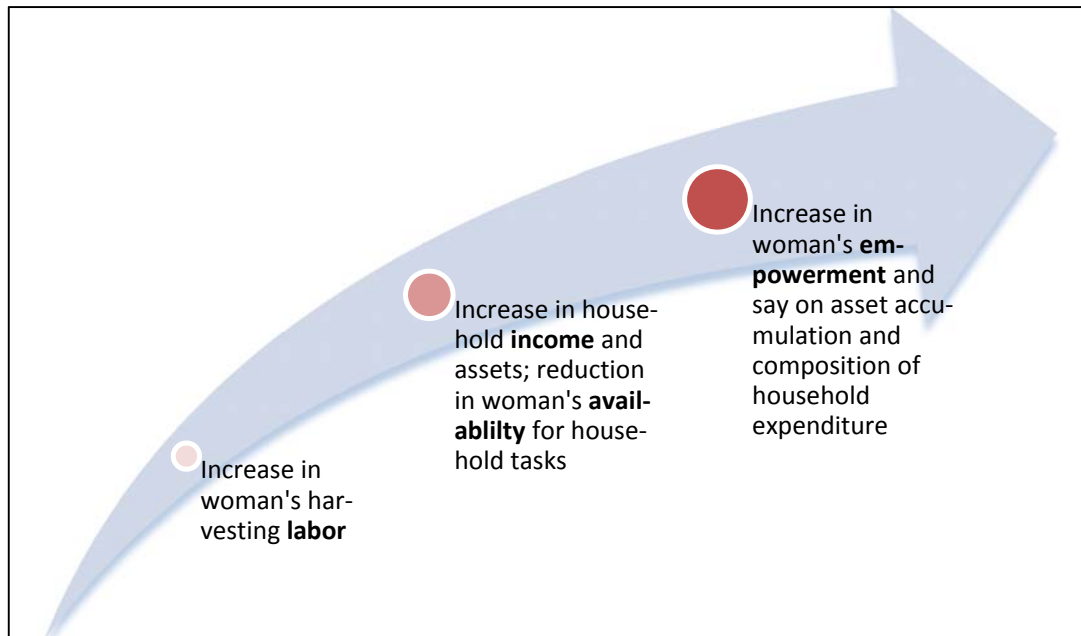 Increase in
woman's har-
vesting labor
Increase in house-
hold income and
assets; reduction
in woman's avail-
ablilty for house-
hold tasks
Increase in
woman's em-
powerment and
say on asset accu-
mulation and
composition of
household
expenditure